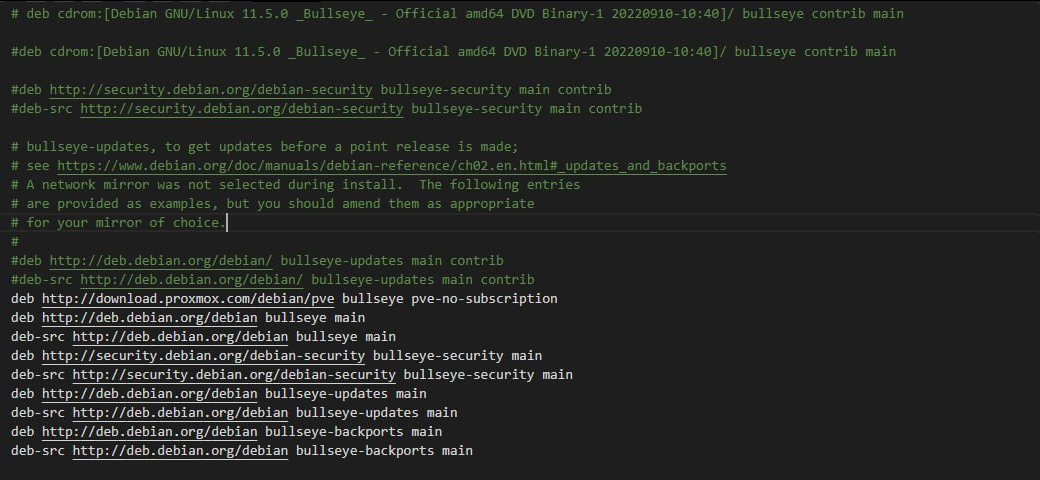 # deb cdrom:[Debian GNU/Linux 11.5.0 _Bullseye_ - Official amd64 DVD Binary-1 20220910-10:40]/ bullseye contrib main
#deb cdrom:[Debian GNU/Linux 11.5.0 _Bullseye_ - Official amd64 DVD Binary-1 20220910-10:40]/ bullseye contrib main
#deb http://security.debian.org/debian-security bullseye-security main contrib
#deb-src http://security.debian.org/debian-security bullseye-security main contrib
# bullseye-updates, to get updates before a point release is made;
# see https://www.debian.org/doc/manuals/debian-reference/ch02.en.html#_updates_and_backports
# A network mirror was not selected during install.  The following entries
# are provided as examples, but you should amend them as appropriate
# for your mirror of choice.
#
#deb http://deb.debian.org/debian/ bullseye-updates main contrib
#deb-src http://deb.debian.org/debian/ bullseye-updates main contrib
deb http://download.proxmox.com/debian/pve bullseye pve-no-subscription
deb http://deb.debian.org/debian bullseye main
deb-src http://deb.debian.org/debian bullseye main
deb http://security.debian.org/debian-security bullseye-security main
deb-src http://security.debian.org/debian-security bullseye-security main
deb http://deb.debian.org/debian bullseye-updates main
deb-src http://deb.debian.org/debian bullseye-updates main
deb http://deb.debian.org/debian bullseye-backports main
deb-src http://deb.debian.org/debian bullseye-backports main